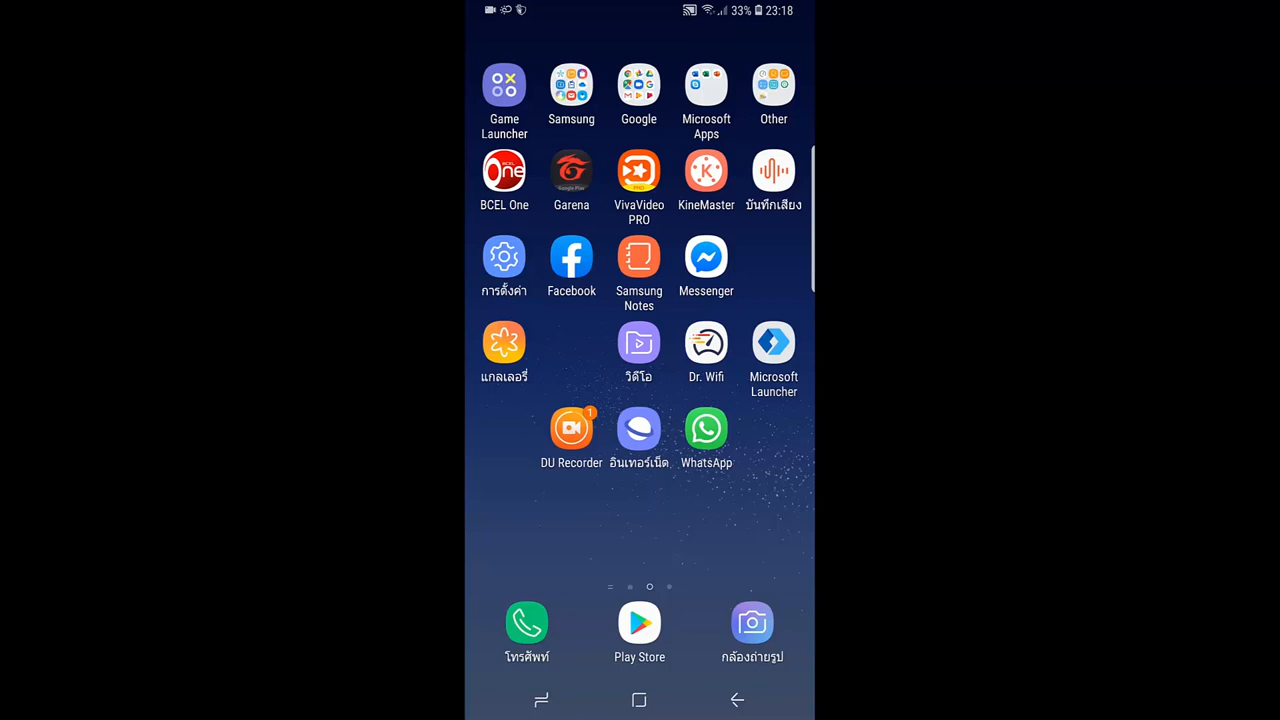 33% 23:18
Game Launcher
Samsung
Google
Microsoft Apps
Other
BCEL One
Garena
VivaVideo PRO
KineMaster
บันทึกเสียง
การตั้งค่า
Facebook
Samsung Notes
Messenger
แกลเลอรี่
วิดีโอ
Dr. Wifi
Microsoft Launcher
1
DU Recorder
อินเทอร์เน็ต
WhatsApp
โทรศัพท์
Play Store
กล้องถ่ายรูป